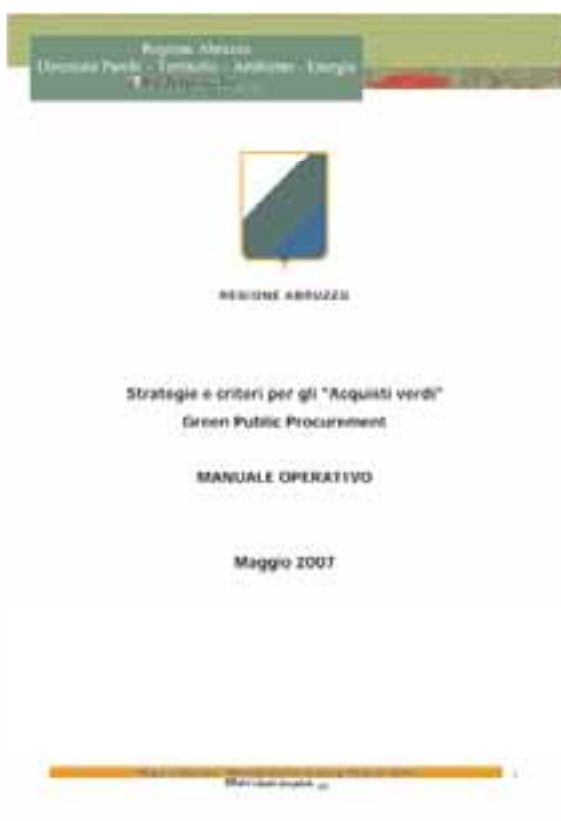 Regione Abruzzo
Direzione Parchi - Territorio - Ambiente - Energia
REGIONE ABRUZZO
Strategie e criteri per gli "Acquisti verdi"
Green Public Procurement
MANUALE OPERATIVO
Maggio 2007